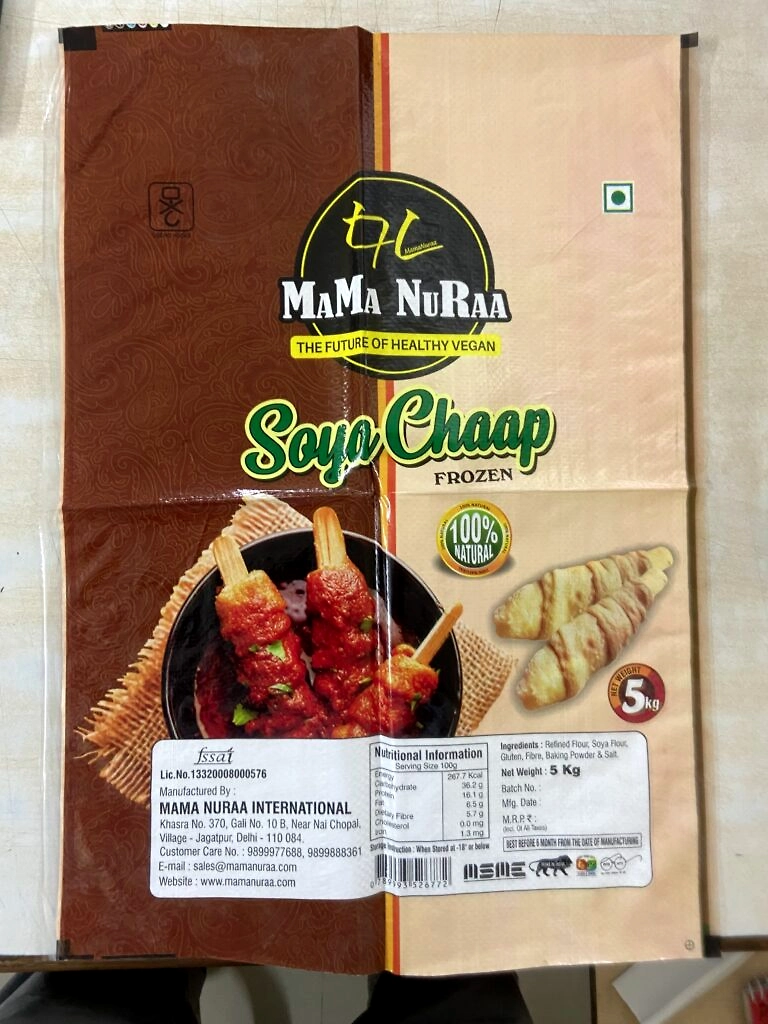 MamaNuraa
MAMA NURAA
THE FUTURE OF HEALTHY VEGAN
Soya Chaap
FROZEN
100% NATURAL
100%
NATURAL
NET WEIGHT
5kg
fssai
Lic.No.13320008000576
Manufactured By :
MAMA NURAA INTERNATIONAL
Khasra No. 370, Gali No. 10 B, Near Nai Chopal,
Village - Jagatpur, Delhi - 110 084.
Customer Care No. : 9899977688, 9899888361
E-mail : sales@mamanuraa.com
Website : www.mamanuraa.com
Nutritional Information
Serving Size 100g
Energy 267.7 Kcal
Carbohydrate 36.2 g
Protein 16.1 g
Fat 6.5 g
Dietary Fibre 5.7 g
Cholesterol 0.0 mg
Iron 1.3 mg
Storage Instruction : When Stored at -18° or below
Ingredients : Refined Flour, Soya Flour,
Gluten, Fibre, Baking Powder & Salt.
Net Weight : 5 Kg
Batch No. :
Mfg. Date :
M.R.P. ₹ :
(Incl. Of All Taxes)
BEST BEFORE 6 MONTH FROM THE DATE OF MANUFACTURING
MSME
MAKE IN INDIA